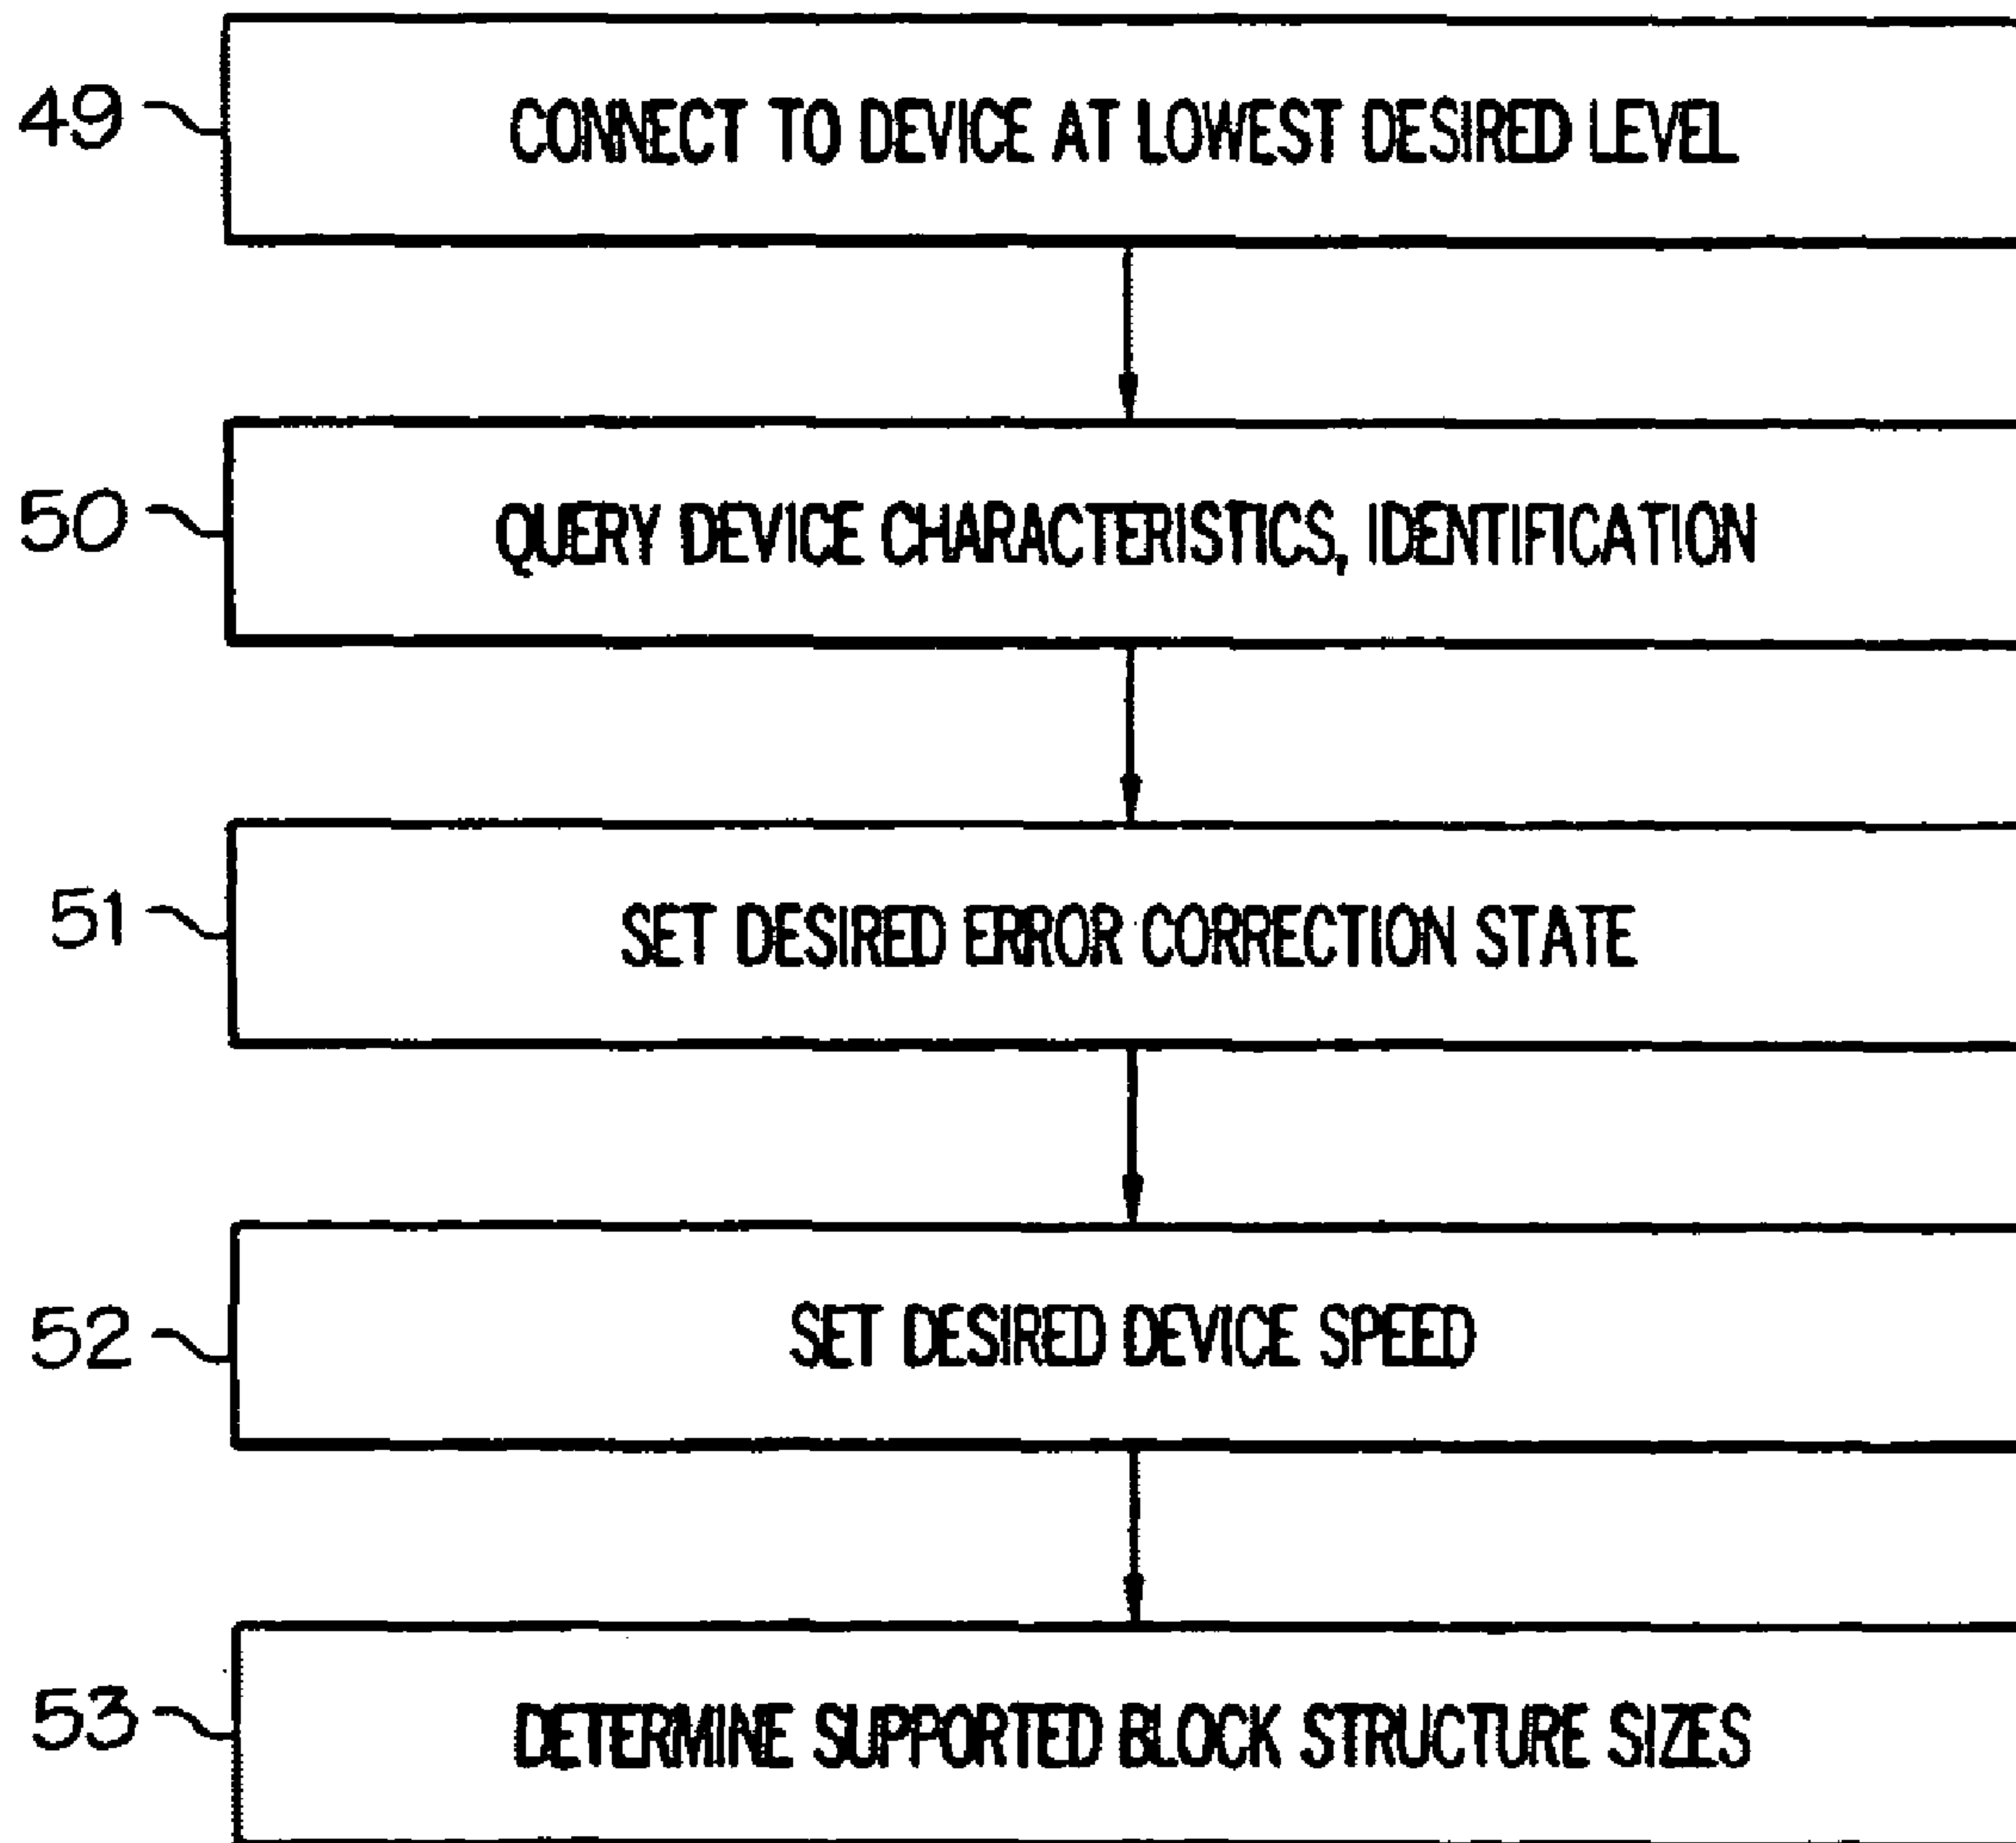 49 CONNECT TO DEVICE AT LOWEST DESIRED LEVEL
50 QUERY DEVICE CHARACTERISTICS, IDENTIFICATION
51 SET DESIRED ERROR CORRECTION STATE
52 SET DESIRED DEVICE SPEED
53 DETERMINE SUPPORTED BLOCK STRUCTURE SIZES